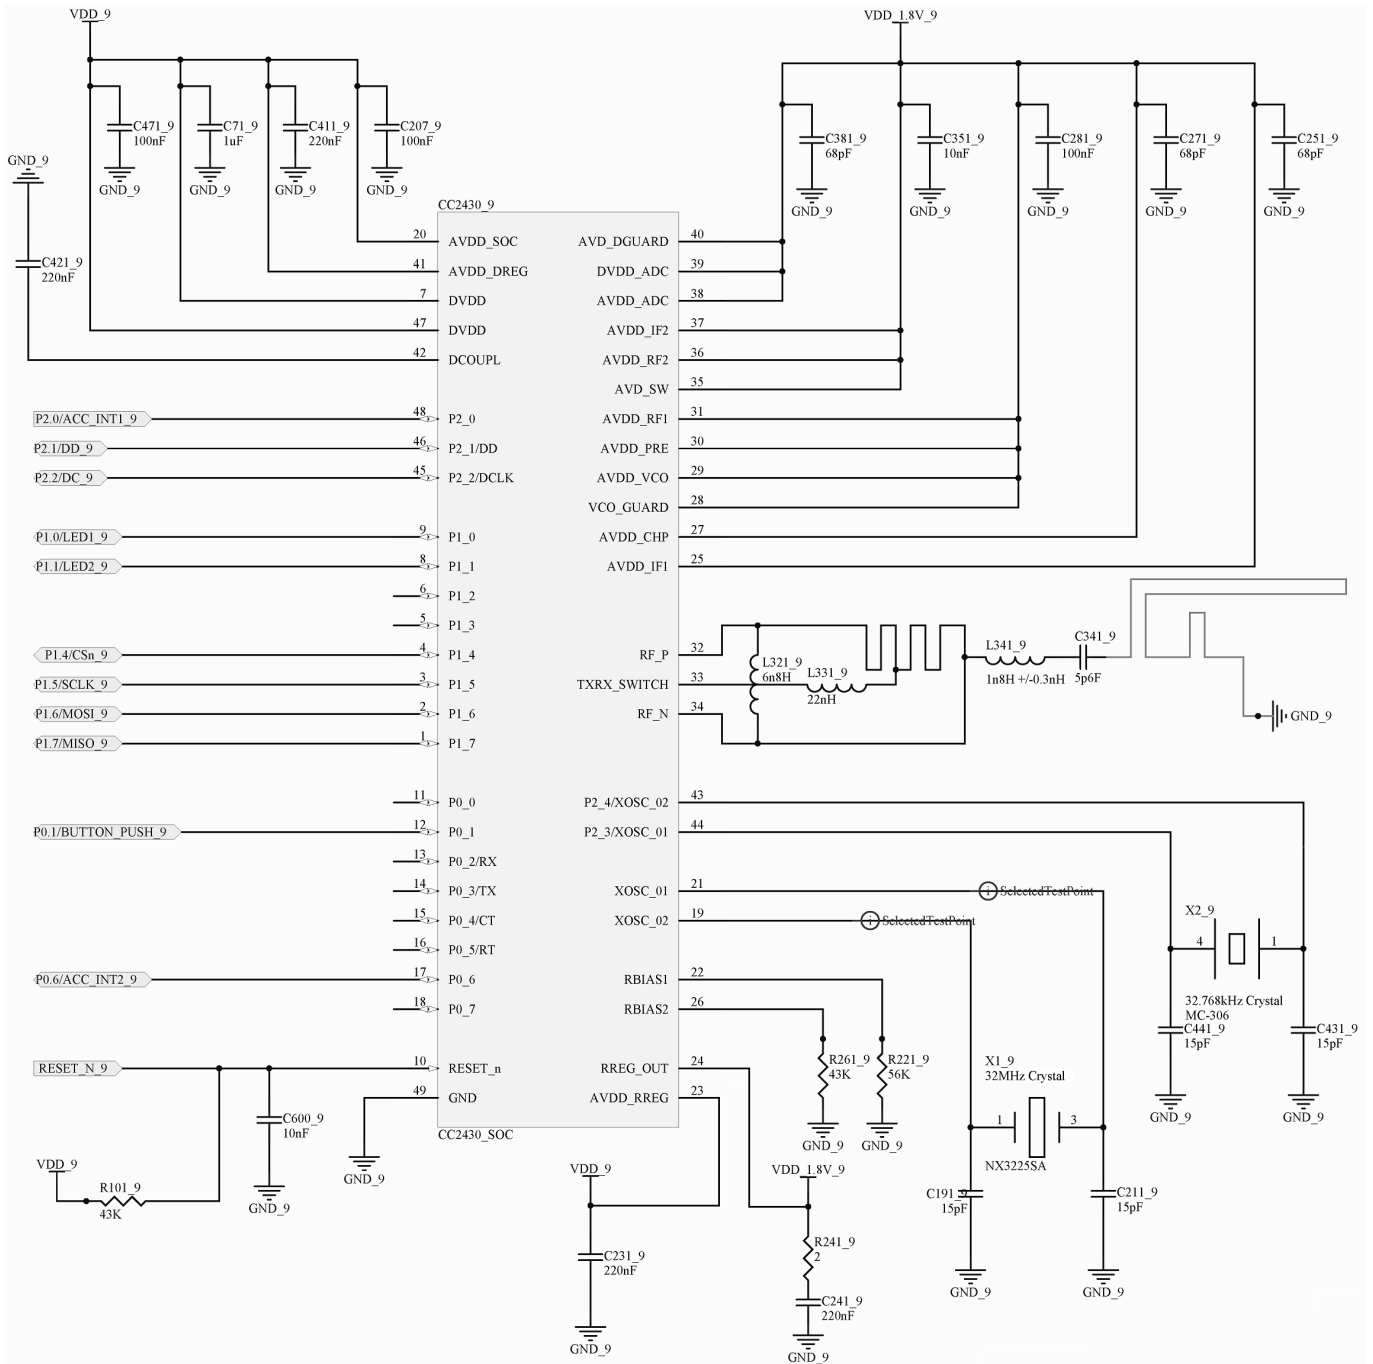 VDD_9
VDD_1.8V_9
C471_9
100nF
C71_9
1uF
C411_9
220nF
C207_9
100nF
C381_9
68pF
C351_9
10nF
C281_9
100nF
C271_9
68pF
C251_9
68pF
GND_9
GND_9
GND_9
GND_9
GND_9
GND_9
GND_9
GND_9
GND_9
GND_9
C421_9
220nF
CC2430_9
20 AVDD_SOC
41 AVDD_DREG
7 DVDD
47 DVDD
42 DCOUPL
P2.0/ACC_INT1_9 48 P2_0
P2.1/DD_9 46 P2_1/DD
P2.2/DC_9 45 P2_2/DCLK
P1.0/LED1_9 9 P1_0
P1.1/LED2_9 8 P1_1
6 P1_2
5 P1_3
P1.4/CSn_9 4 P1_4
P1.5/SCLK_9 3 P1_5
P1.6/MOSI_9 2 P1_6
P1.7/MISO_9 1 P1_7
11 P0_0
P0.1/BUTTON_PUSH_9 12 P0_1
13 P0_2/RX
14 P0_3/TX
15 P0_4/CT
16 P0_5/RT
P0.6/ACC_INT2_9 17 P0_6
18 P0_7
RESET_N_9 10 RESET_n
49 GND
AVD_DGUARD 40
DVDD_ADC 39
AVDD_ADC 38
AVDD_IF2 37
AVDD_RF2 36
AVD_SW 35
AVDD_RF1 31
AVDD_PRE 30
AVDD_VCO 29
VCO_GUARD 28
AVDD_CHP 27
AVDD_IF1 25
RF_P 32
TXRX_SWITCH 33
RF_N 34
P2_4/XOSC_02 43
P2_3/XOSC_01 44
XOSC_01 21
XOSC_02 19
RBIAS1 22
RBIAS2 26
RREG_OUT 24
AVDD_RREG 23
CC2430_SOC
L321_9
6n8H
L331_9
22nH
L341_9
1n8H +/-0.3nH
C341_9
5p6F
GND_9
i SelectedTestPoint
i SelectedTestPoint
X2_9
4 1
32.768kHz Crystal
MC-306
C441_9
15pF
C431_9
15pF
GND_9
GND_9
R261_9
43K
R221_9
56K
GND_9
GND_9
X1_9
32MHz Crystal
1 3
NX3225SA
C191_9
15pF
C211_9
15pF
GND_9
GND_9
C600_9
10nF
GND_9
GND_9
VDD_9
R101_9
43K
VDD_9
C231_9
220nF
GND_9
VDD_1.8V_9
R241_9
2
C241_9
220nF
GND_9